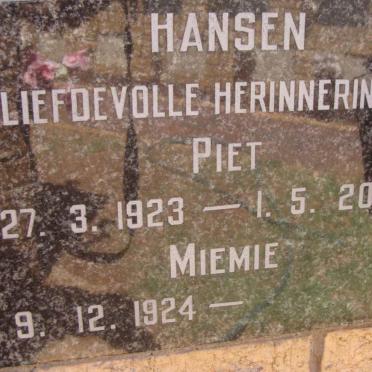 HANSEN
LIEFDEVOLLE HERINNERIN
PIET
27. 3. 1923 — 1. 5. 20
MIEMIE
9. 12. 1924 —